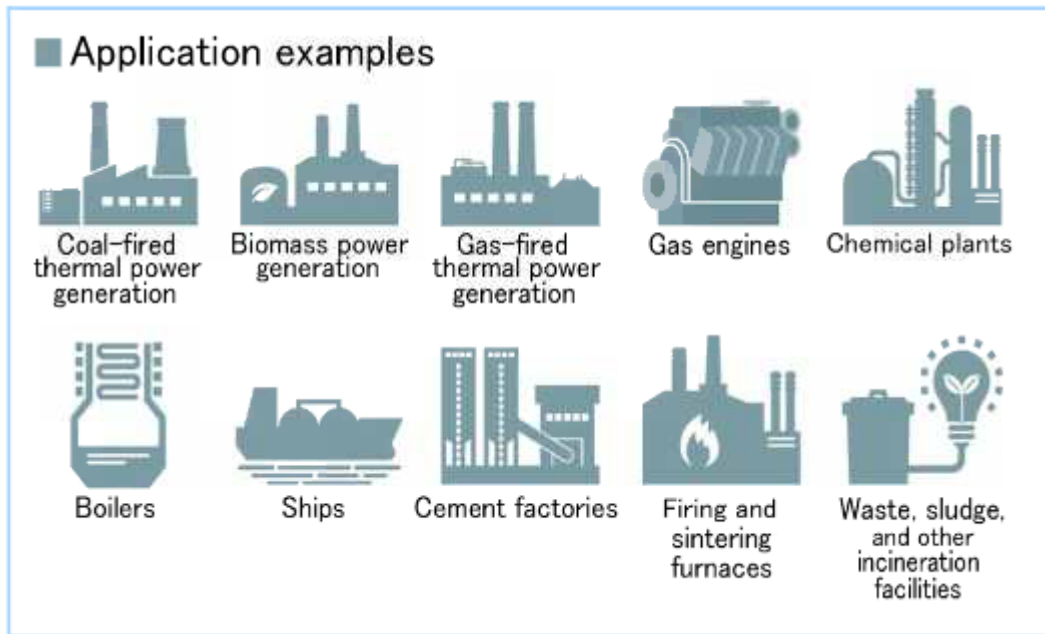 Application examples
Coal-fired
thermal power
generation
Biomass power
generation
Gas-fired
thermal power
generation
Gas engines
Chemical plants
Boilers
Ships
Cement factories
Firing and
sintering
furnaces
Waste, sludge,
and other
incineration
facilities